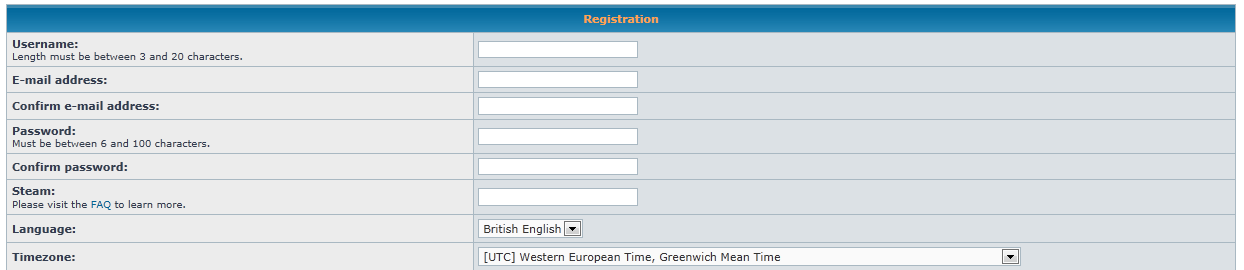 Registration
Username:
Length must be between 3 and 20 characters.
E-mail address:
Confirm e-mail address:
Password:
Must be between 6 and 100 characters.
Confirm password:
Steam:
Please visit the FAQ to learn more.
Language:
British English
Timezone:
[UTC] Western European Time, Greenwich Mean Time